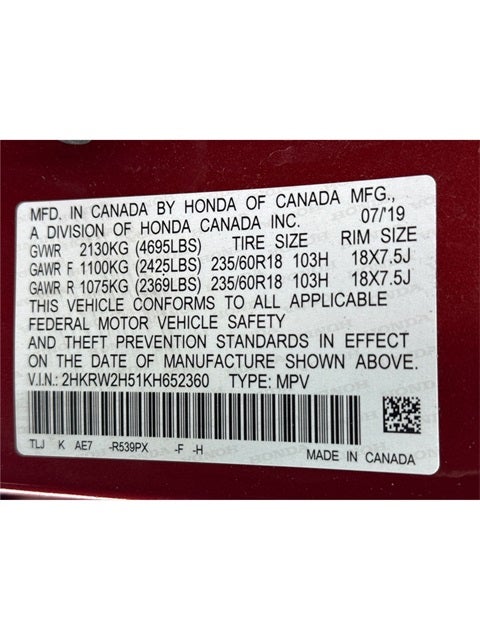 MFD. IN CANADA BY HONDA OF CANADA MFG.,
A DIVISION OF HONDA CANADA INC. 07/'19
GVWR 2130KG (4695LBS) TIRE SIZE RIM SIZE
GAWR F 1100KG (2425LBS) 235/60R18 103H 18X7.5J
GAWR R 1075KG (2369LBS) 235/60R18 103H 18X7.5J
THIS VEHICLE CONFORMS TO ALL APPLICABLE
FEDERAL MOTOR VEHICLE SAFETY
AND THEFT PREVENTION STANDARDS IN EFFECT
ON THE DATE OF MANUFACTURE SHOWN ABOVE.
V.I.N.: 2HKRW2H51KH652360 TYPE: MPV
TLJ K AE7 -R539PX -F -H
MADE IN CANADA